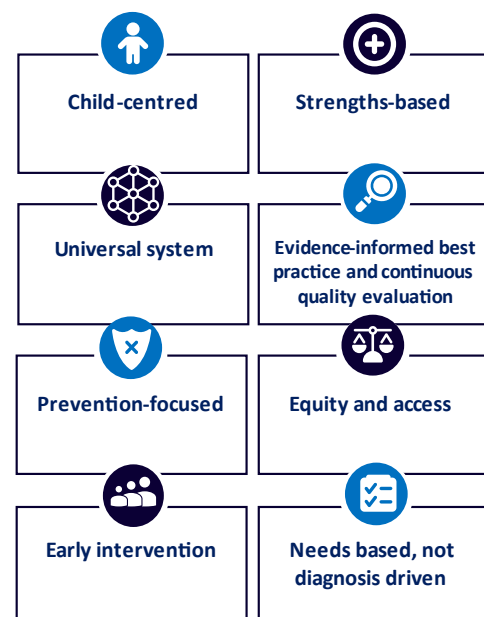 Child-centred
Strengths-based
Universal system
Evidence-informed best
practice and continuous
quality evaluation
Prevention-focused
Equity and access
Early intervention
Needs based, not
diagnosis driven